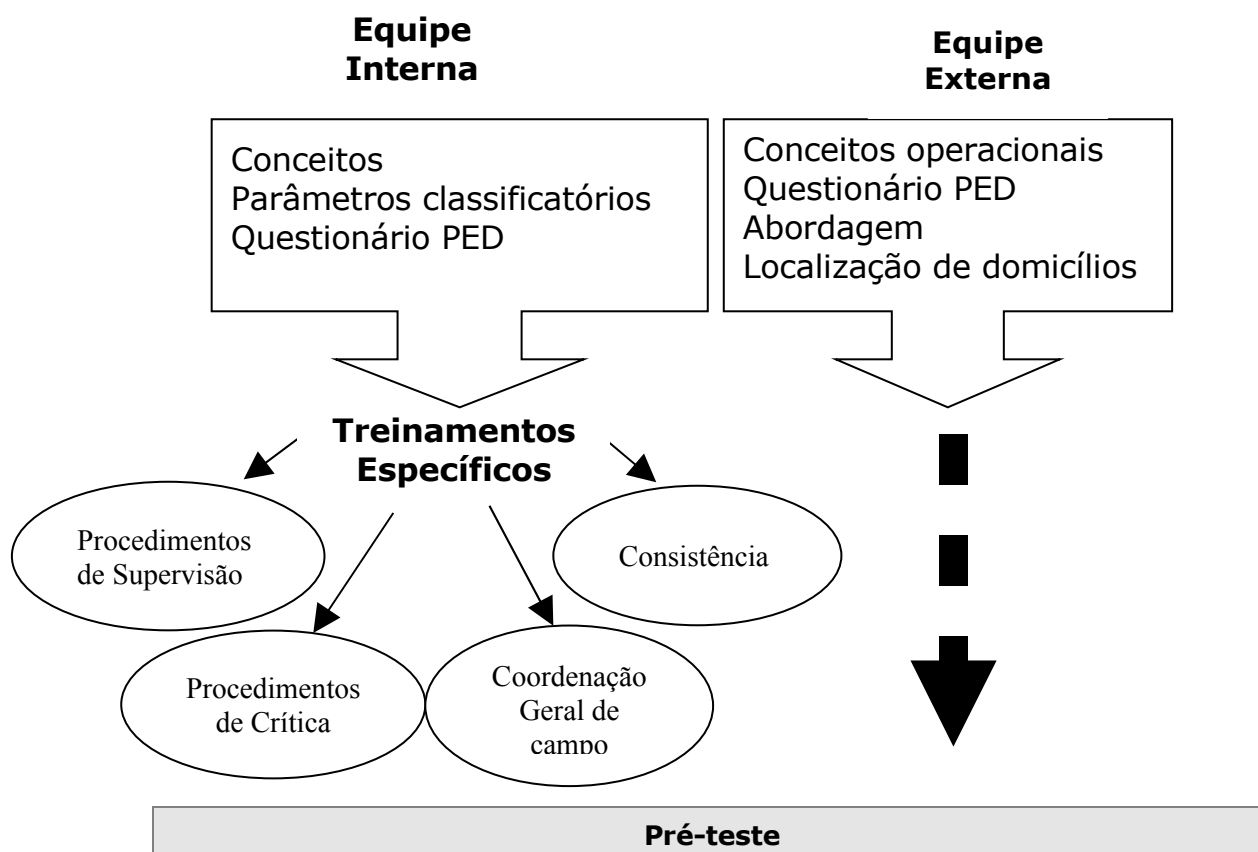 Equipe
Interna
Equipe
Externa
Conceitos
Parâmetros classificatórios
Questionário PED
Conceitos operacionais
Questionário PED
Abordagem
Localização de domicílios
Treinamentos
Específicos
Procedimentos
de Supervisão
Consistência
Procedimentos
de Crítica
Coordenação
Geral de
campo
Pré-teste